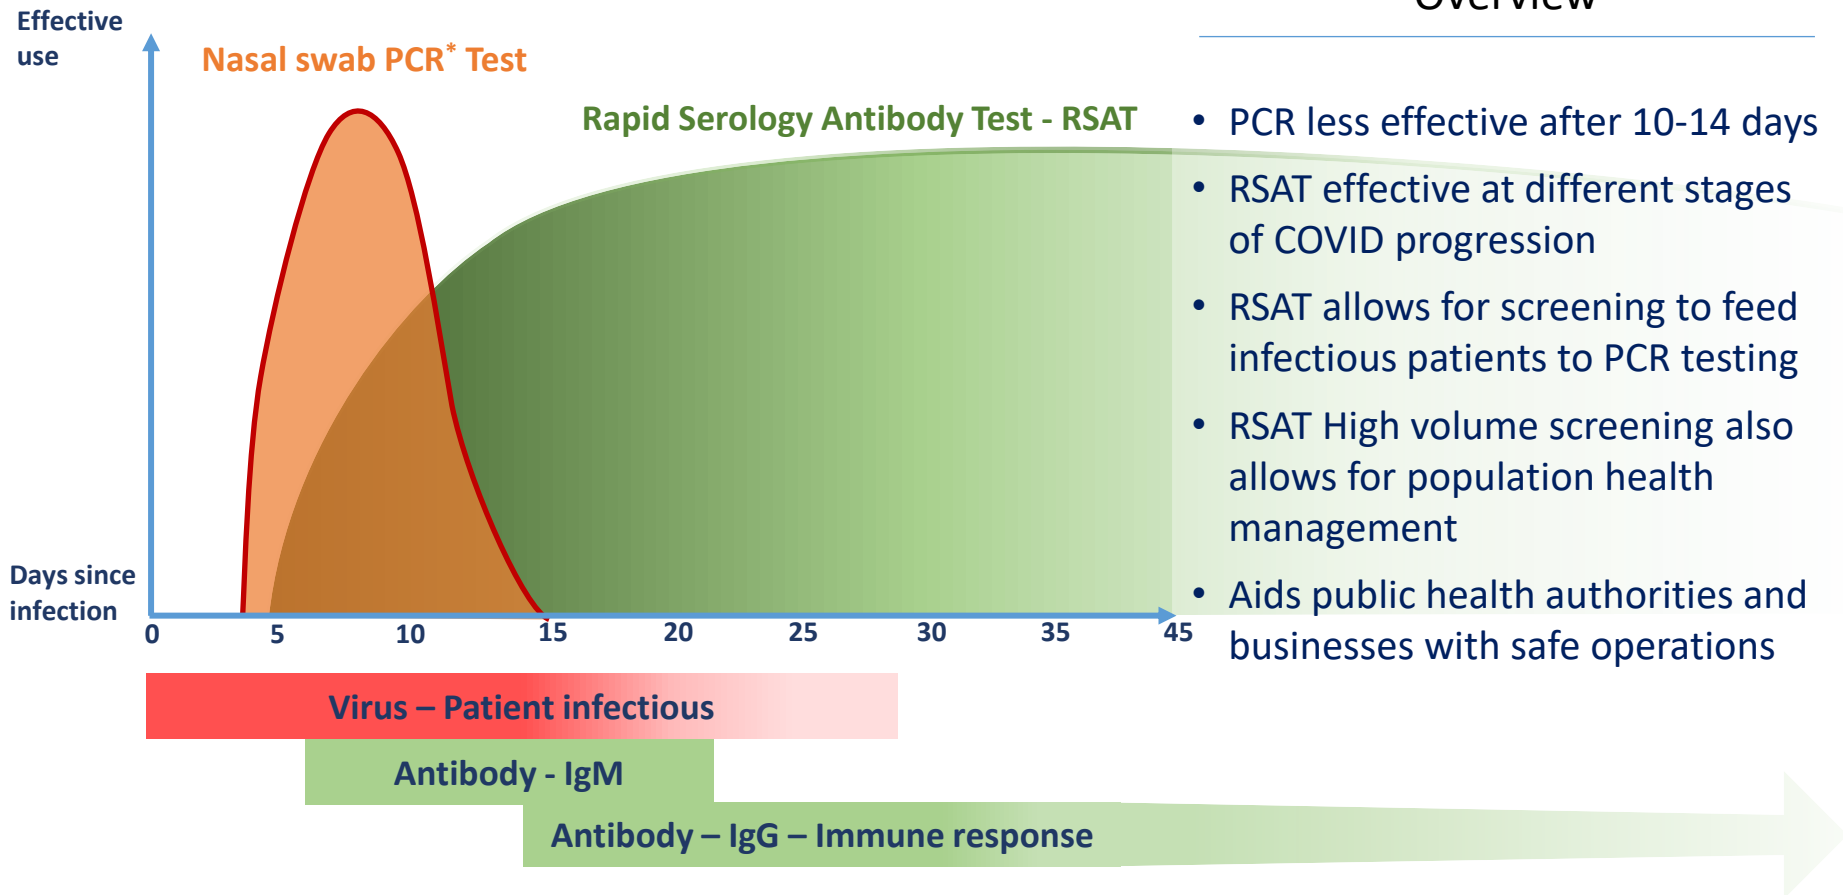 Overview
Effective
use
Nasal swab PCR* Test
Rapid Serology Antibody Test - RSAT
• PCR less effective after 10-14 days
• RSAT effective at different stages
of COVID progression
• RSAT allows for screening to feed
infectious patients to PCR testing
• RSAT High volume screening also
allows for population health
management
• Aids public health authorities and
businesses with safe operations
Days since
infection
0 5 10 15 20 25 30 35 45
Virus – Patient infectious
Antibody - IgM
Antibody – IgG – Immune response